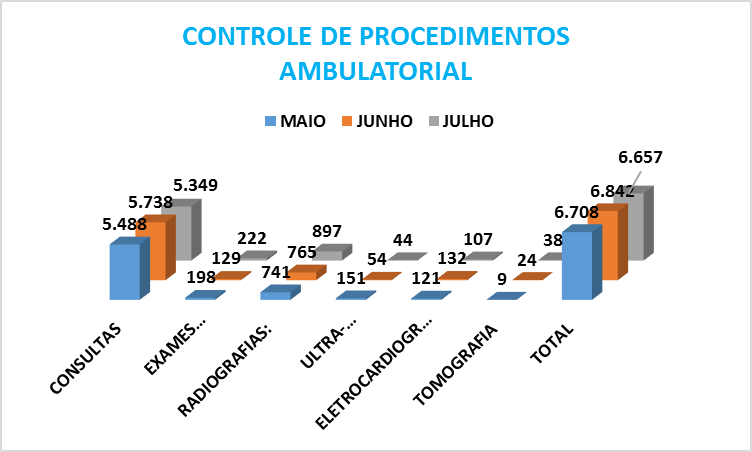 CONTROLE DE PROCEDIMENTOS
AMBULATORIAL
MAIO JUNHO JULHO
5.488 5.738 5.349
198 129 222
741 765 897
151 54 44
121 132 107
9 24 38
6.708 6.842 6.657
CONSULTAS
EXAMES...
RADIOGRAFIAS:
ULTRA-...
ELETROCARDIOGR...
TOMOGRAFIA
TOTAL